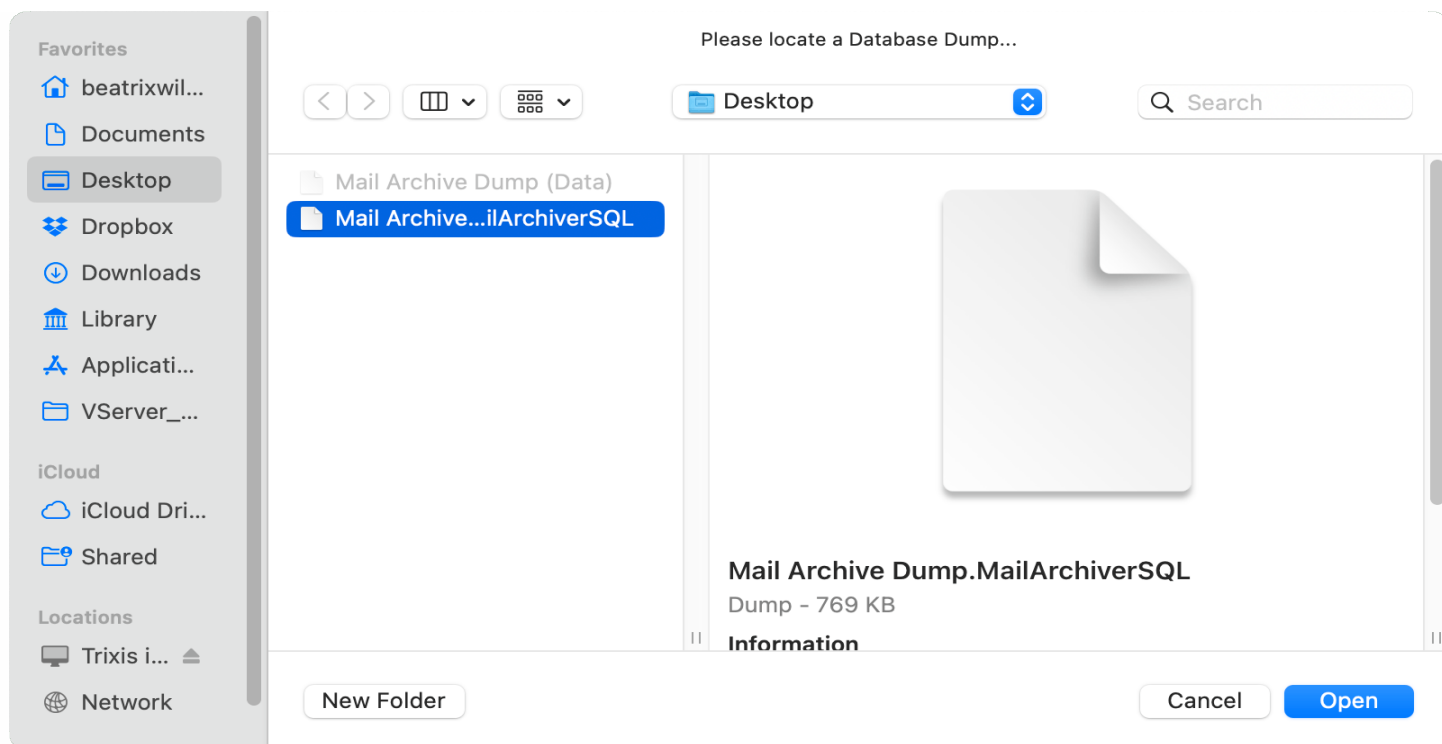 Please locate a Database Dump...
Favorites
beatrixwil...
Documents
Desktop
Dropbox
Downloads
Library
Applicati...
VServer_...
iCloud
iCloud Dri...
Shared
Locations
Trixis i...
Network
Desktop
Search
Mail Archive Dump (Data)
Mail Archive...ilArchiverSQL
Mail Archive Dump.MailArchiverSQL
Dump - 769 KB
Information
New Folder
Cancel
Open